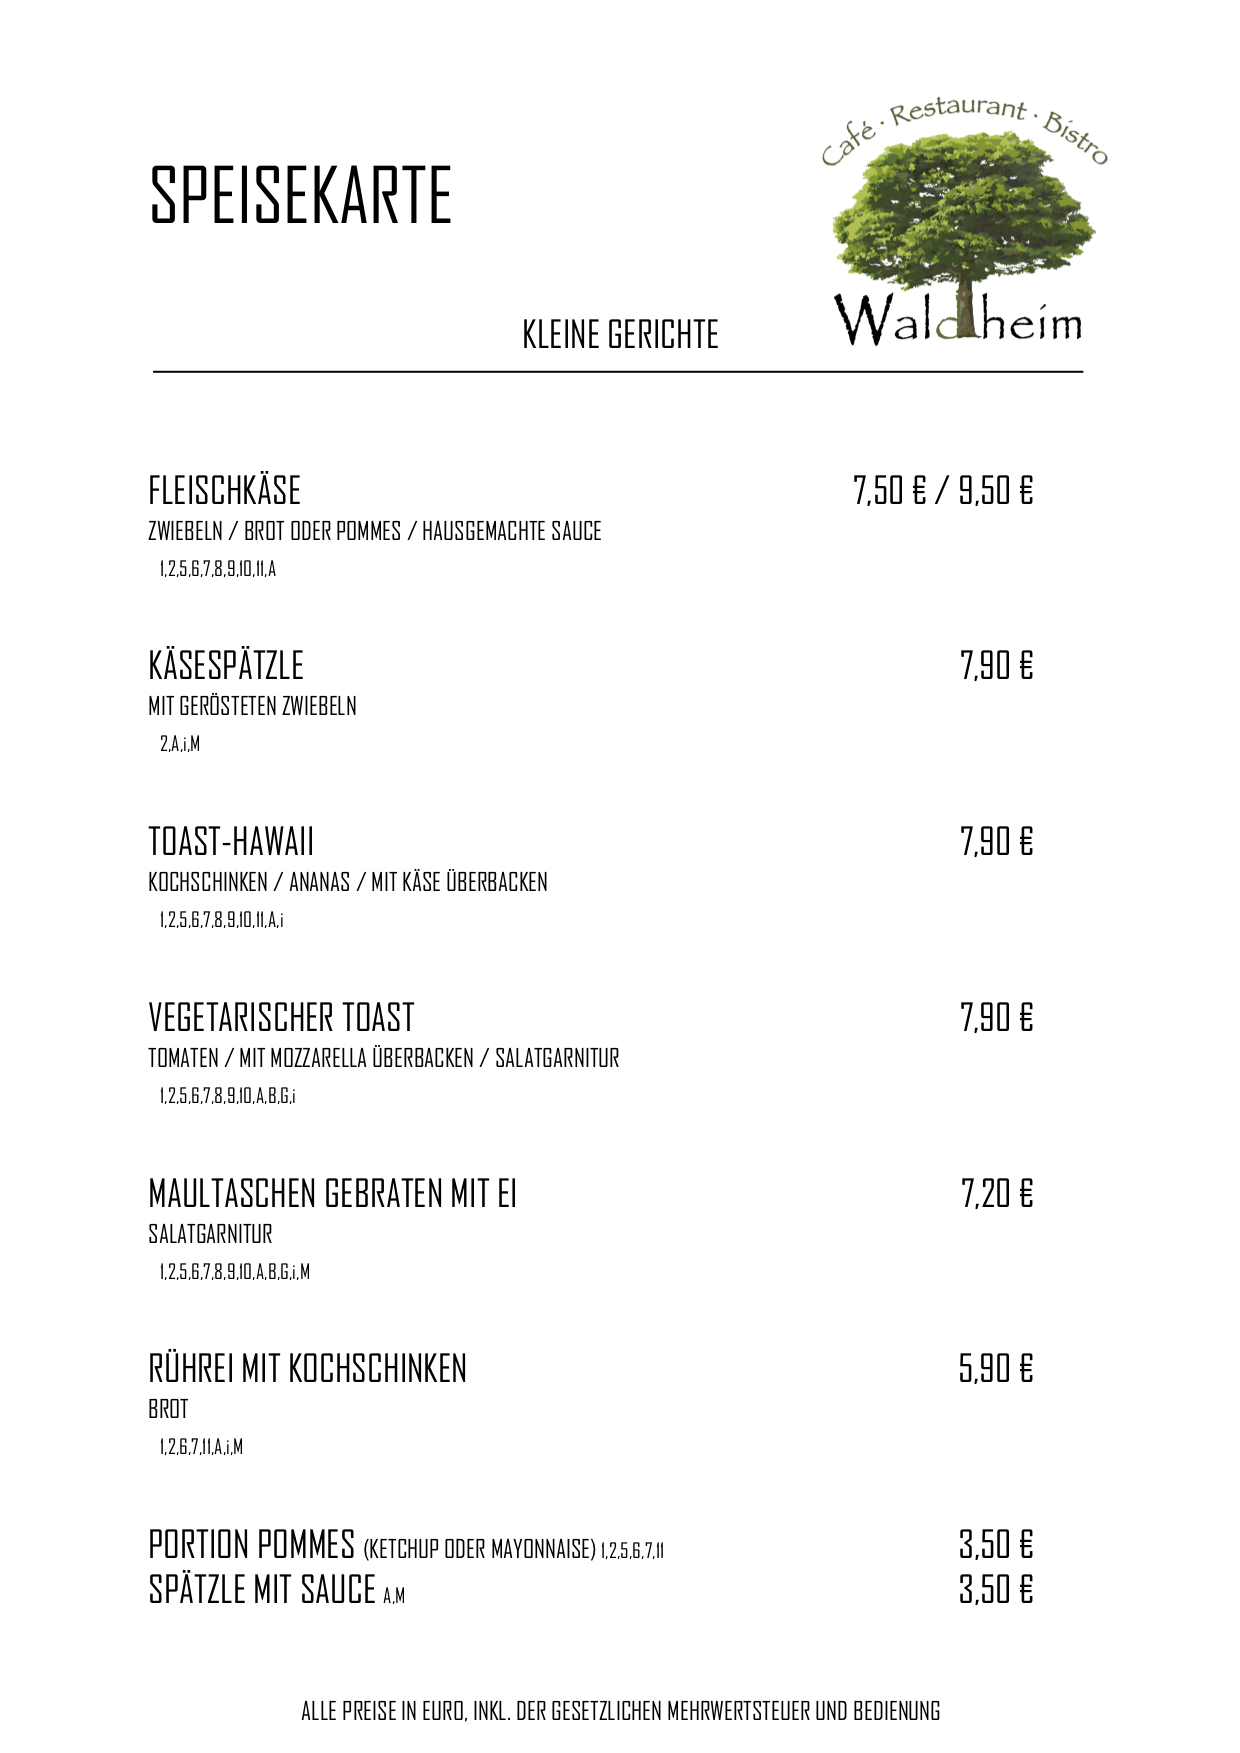 Café · Restaurant · Bistro
SPEISEKARTE
Waldheim
KLEINE GERICHTE
FLEISCHKÄSE 7,50 € / 9,50 €
ZWIEBELN / BROT ODER POMMES / HAUSGEMACHTE SAUCE
1,2,5,6,7,8,9,10,11,A
KÄSESPÄTZLE 7,90 €
MIT GERÖSTETEN ZWIEBELN
2,A,i,M
TOAST-HAWAII 7,90 €
KOCHSCHINKEN / ANANAS / MIT KÄSE ÜBERBACKEN
1,2,5,6,7,8,9,10,11,A,i
VEGETARISCHER TOAST 7,90 €
TOMATEN / MIT MOZZARELLA ÜBERBACKEN / SALATGARNITUR
1,2,5,6,7,8,9,10,A,B,G,i
MAULTASCHEN GEBRATEN MIT EI 7,20 €
SALATGARNITUR
1,2,5,6,7,8,9,10,A,B,G,i,M
RÜHREI MIT KOCHSCHINKEN 5,90 €
BROT
1,2,6,7,11,A,i,M
PORTION POMMES (KETCHUP ODER MAYONNAISE) 1,2,5,6,7,11 3,50 €
SPÄTZLE MIT SAUCE A,M 3,50 €
ALLE PREISE IN EURO, INKL. DER GESETZLICHEN MEHRWERTSTEUER UND BEDIENUNG